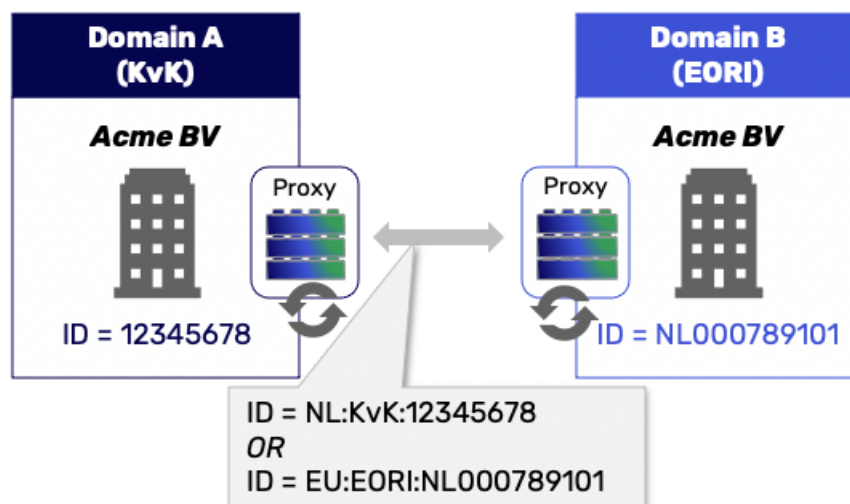 Domain A
(KvK)
Acme BV
Proxy
ID = 12345678
Domain B
(EORI)
Acme BV
Proxy
ID = NL000789101
ID = NL:KvK:12345678
OR
ID = EU:EORI:NL000789101